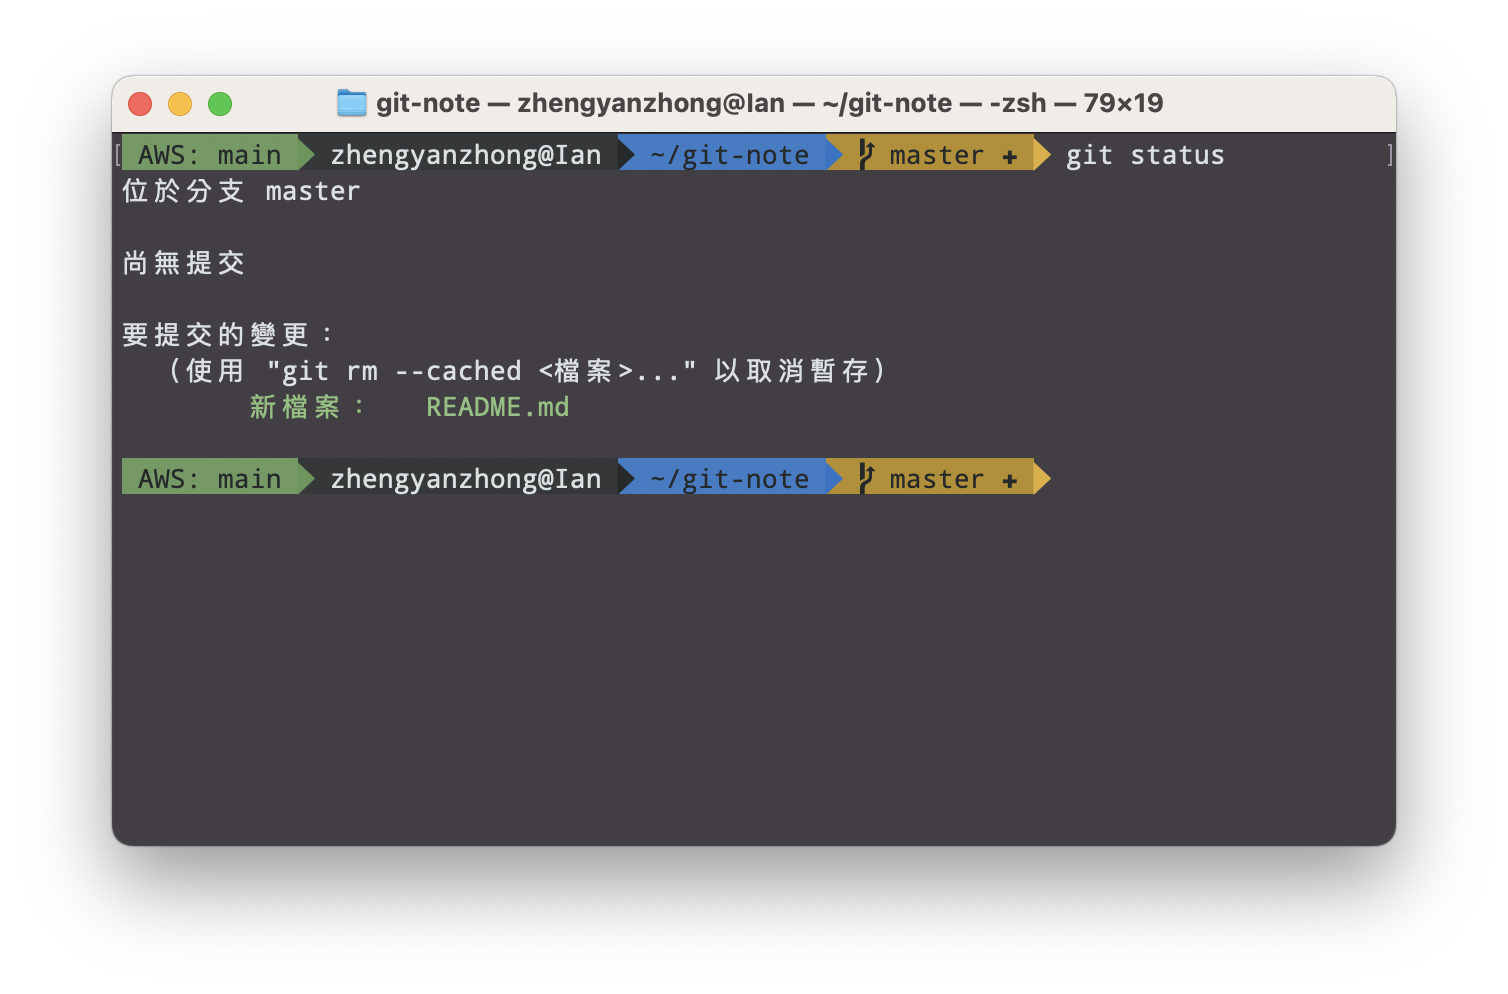 git-note — zhengyanzhong@Ian — ~/git-note — -zsh — 79×19
[ AWS: main zhengyanzhong@Ian ~/git-note master ✚ git status ]
位於分支 master
尚無提交
要提交的變更：
（使用 "git rm --cached <檔案>..." 以取消暫存）
新檔案： README.md
AWS: main zhengyanzhong@Ian ~/git-note master ✚